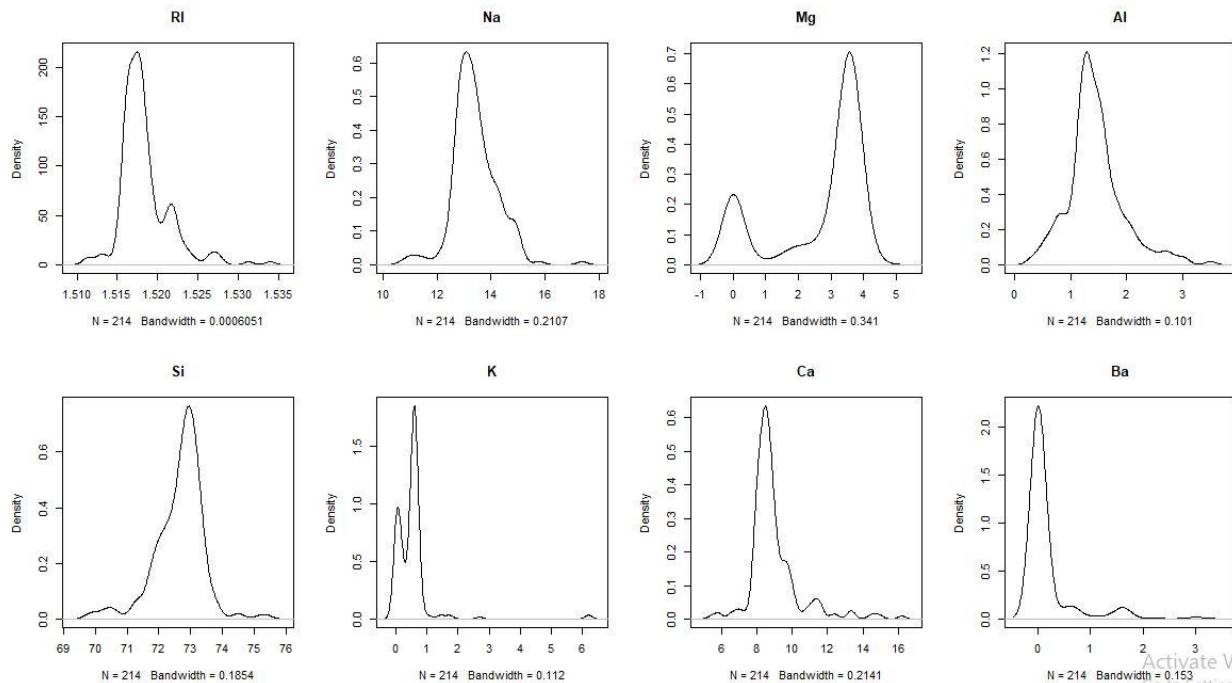 RI
Na
Mg
Al
Density
0 50 100 150 200
1.510 1.515 1.520 1.525 1.530 1.535
N = 214 Bandwidth = 0.0006051
Density
0.0 0.1 0.2 0.3 0.4 0.5 0.6
10 12 14 16 18
N = 214 Bandwidth = 0.2107
Density
0.0 0.1 0.2 0.3 0.4 0.5 0.6 0.7
-1 0 1 2 3 4 5
N = 214 Bandwidth = 0.341
Density
0.0 0.2 0.4 0.6 0.8 1.0 1.2
0 1 2 3
N = 214 Bandwidth = 0.101
Si
K
Ca
Ba
Density
0.0 0.2 0.4 0.6
69 70 71 72 73 74 75 76
N = 214 Bandwidth = 0.1854
Density
0.0 0.5 1.0 1.5
0 1 2 3 4 5 6
N = 214 Bandwidth = 0.112
Density
0.0 0.1 0.2 0.3 0.4 0.5 0.6
6 8 10 12 14 16
N = 214 Bandwidth = 0.2141
Density
0.0 0.5 1.0 1.5 2.0
0 1 2 3
N = 214 Bandwidth = 0.153
Activate